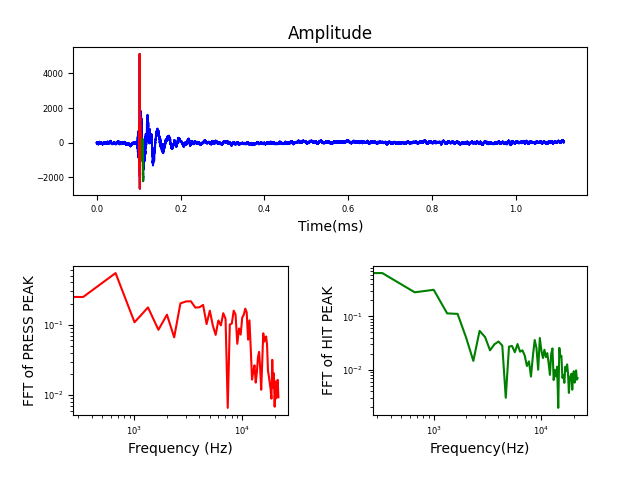 Amplitude
4000
2000
0
−2000
0.0 0.2 0.4 0.6 0.8 1.0
Time(ms)
FFT of PRESS PEAK
10⁻¹
10⁻²
10³ 10⁴
Frequency (Hz)
FFT of HIT PEAK
10⁻¹
10⁻²
10³ 10⁴
Frequency(Hz)